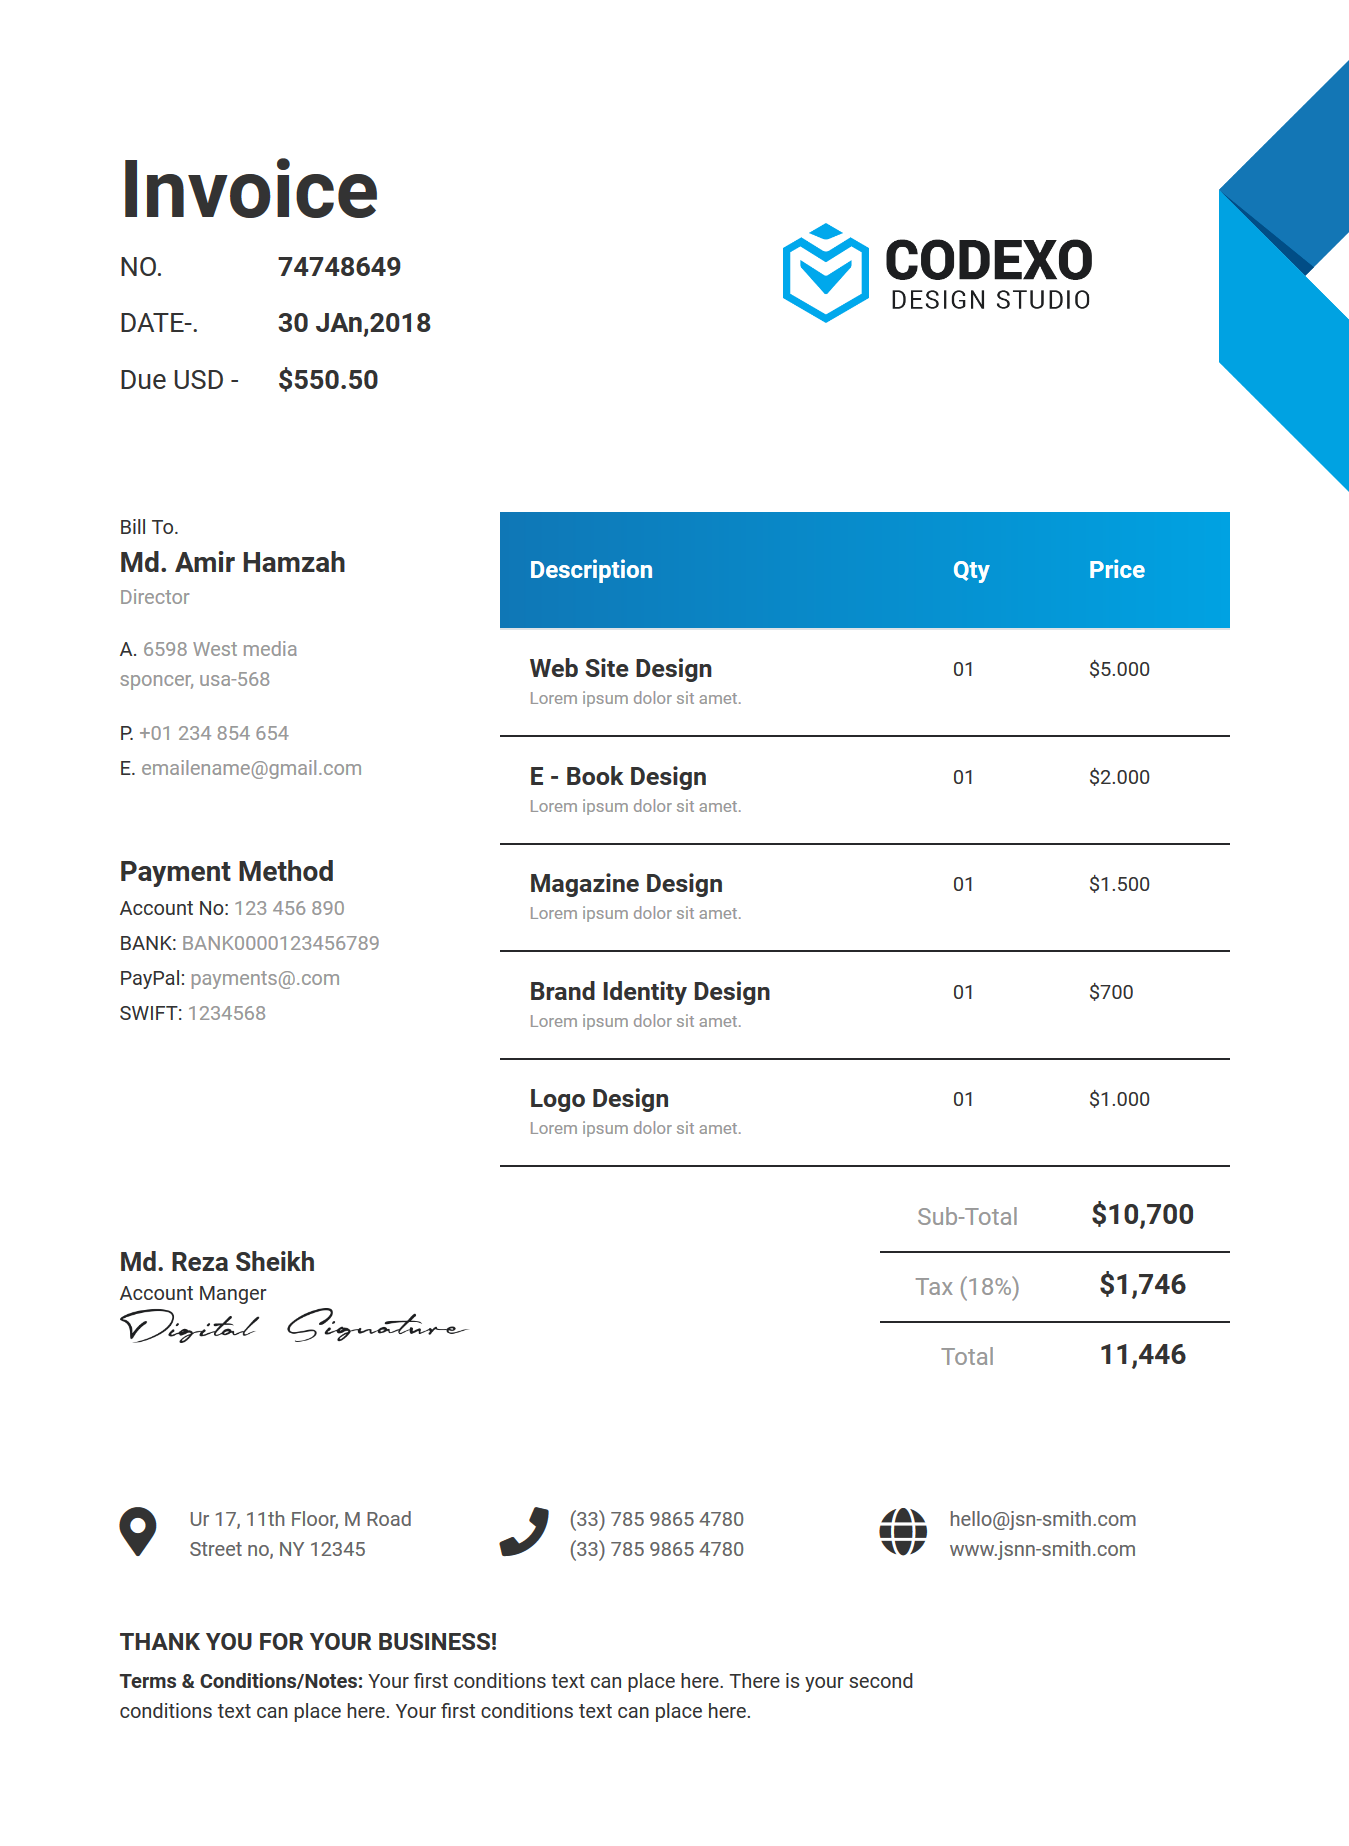 Invoice
NO. 74748649
DATE-. 30 JAn,2018
Due USD - $550.50
CODEXO
DESIGN STUDIO
Bill To.
Md. Amir Hamzah
Director
A. 6598 West media
sponcer, usa-568
P. +01 234 854 654
E. emailename@gmail.com
Payment Method
Account No: 123 456 890
BANK: BANK0000123456789
PayPal: payments@.com
SWIFT: 1234568
Description Qty Price
Web Site Design 01 $5.000
Lorem ipsum dolor sit amet.
E - Book Design 01 $2.000
Lorem ipsum dolor sit amet.
Magazine Design 01 $1.500
Lorem ipsum dolor sit amet.
Brand Identity Design 01 $700
Lorem ipsum dolor sit amet.
Logo Design 01 $1.000
Lorem ipsum dolor sit amet.
Sub-Total $10,700
Tax (18%) $1,746
Total 11,446
Md. Reza Sheikh
Account Manger
Digital Signature
Ur 17, 11th Floor, M Road
Street no, NY 12345
(33) 785 9865 4780
(33) 785 9865 4780
hello@jsn-smith.com
www.jsnn-smith.com
THANK YOU FOR YOUR BUSINESS!
Terms & Conditions/Notes: Your first conditions text can place here. There is your second
conditions text can place here. Your first conditions text can place here.